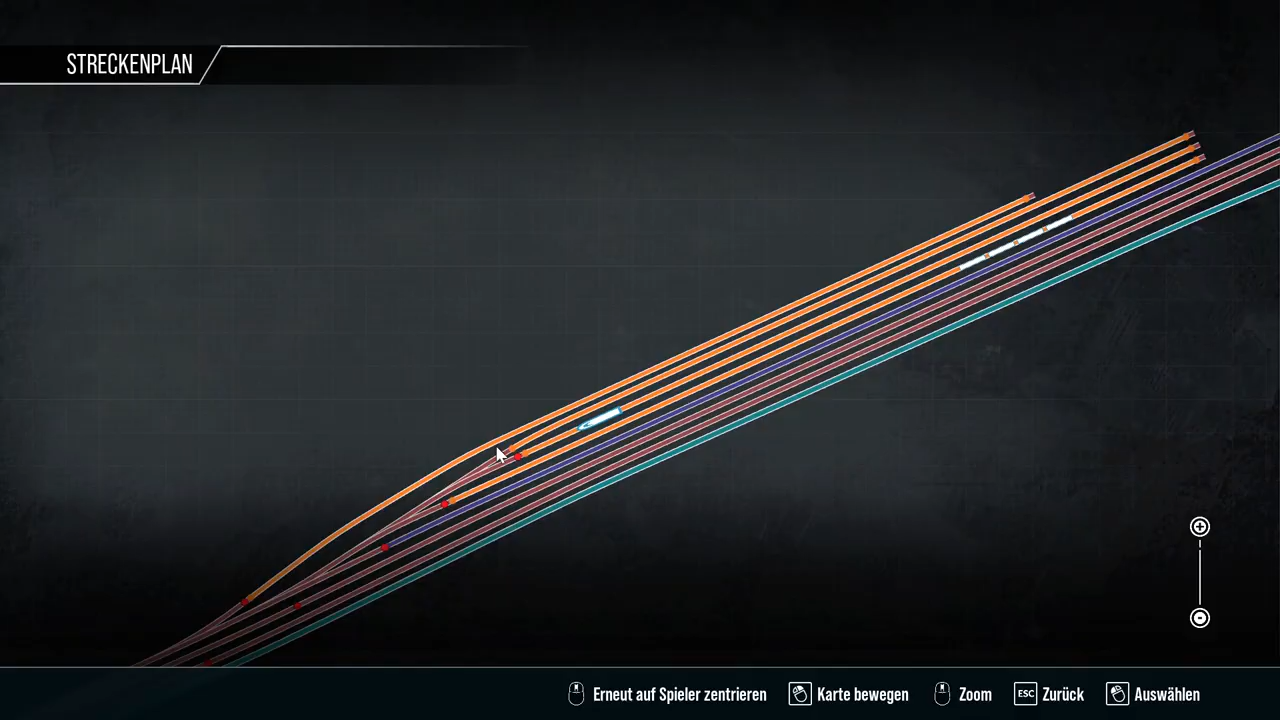 STRECKENPLAN
Erneut auf Spieler zentrieren
Karte bewegen
Zoom
ESC Zurück
Auswählen